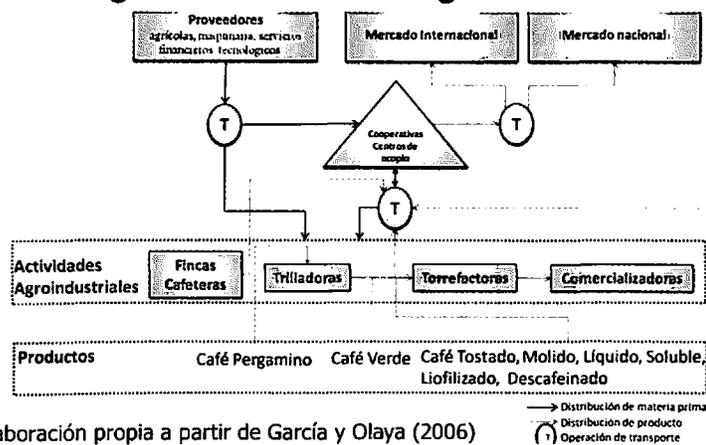 Proveedores
agrícolas, maquinaria, servicios
financieros tecnologicos
Mercado Internacional
Mercado nacional
T
T
Cooperativas
Centros de
acopio
T
Actividades
Agroindustriales
Fincas
Cafeteras
Trilladoras
Torrefactoras
Comercializadoras
Productos
Café Pergamino
Café Verde
Café Tostado, Molido, Líquido, Soluble,
Liofilizado, Descafeinado
Distribución de materia prima
Distribución de producto
T Operación de transporte
aboración propia a partir de García y Olaya (2006)